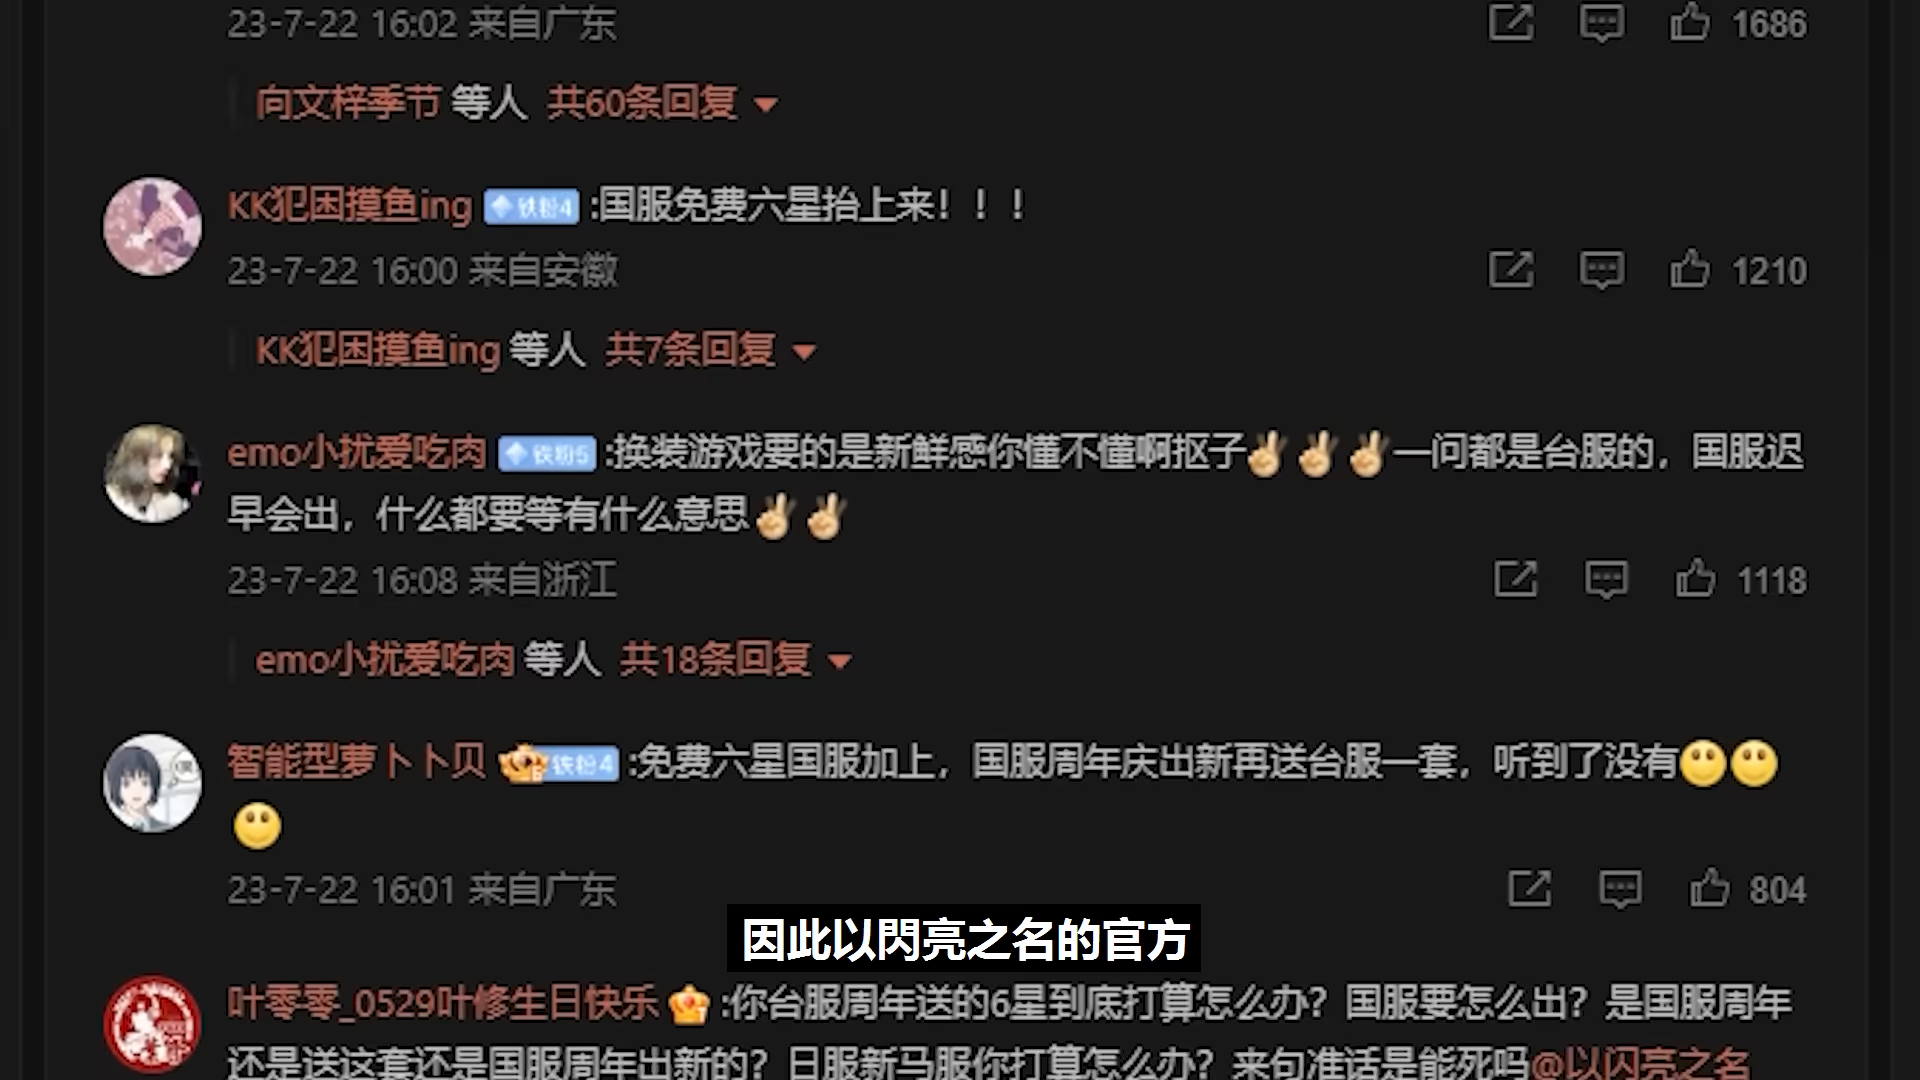 23-7-22 16:02 来自广东 1686
向文梓季节 等人 共60条回复
KK犯困摸鱼ing 铁粉4 :国服免费六星抬上来！！！
23-7-22 16:00 来自安徽 1210
KK犯困摸鱼ing 等人 共7条回复
emo小扰爱吃肉 铁粉5 :换装游戏要的是新鲜感你懂不懂啊抠子✌✌✌一问都是台服的，国服迟
早会出，什么都要等有什么意思✌✌
23-7-22 16:08 来自浙江 1118
emo小扰爱吃肉 等人 共18条回复
智能型萝卜卜贝 铁粉4 :免费六星国服加上，国服周年庆出新再送台服一套，听到了没有
23-7-22 16:01 来自广东 804
因此以閃亮之名的官方
叶零零_0529叶修生日快乐 :你台服周年送的6星到底打算怎么办？国服要怎么出？是国服周年
还是送这套还是国服周年出新的？日服新马服你打算怎么办？来句准话是能死吗@以闪亮之名